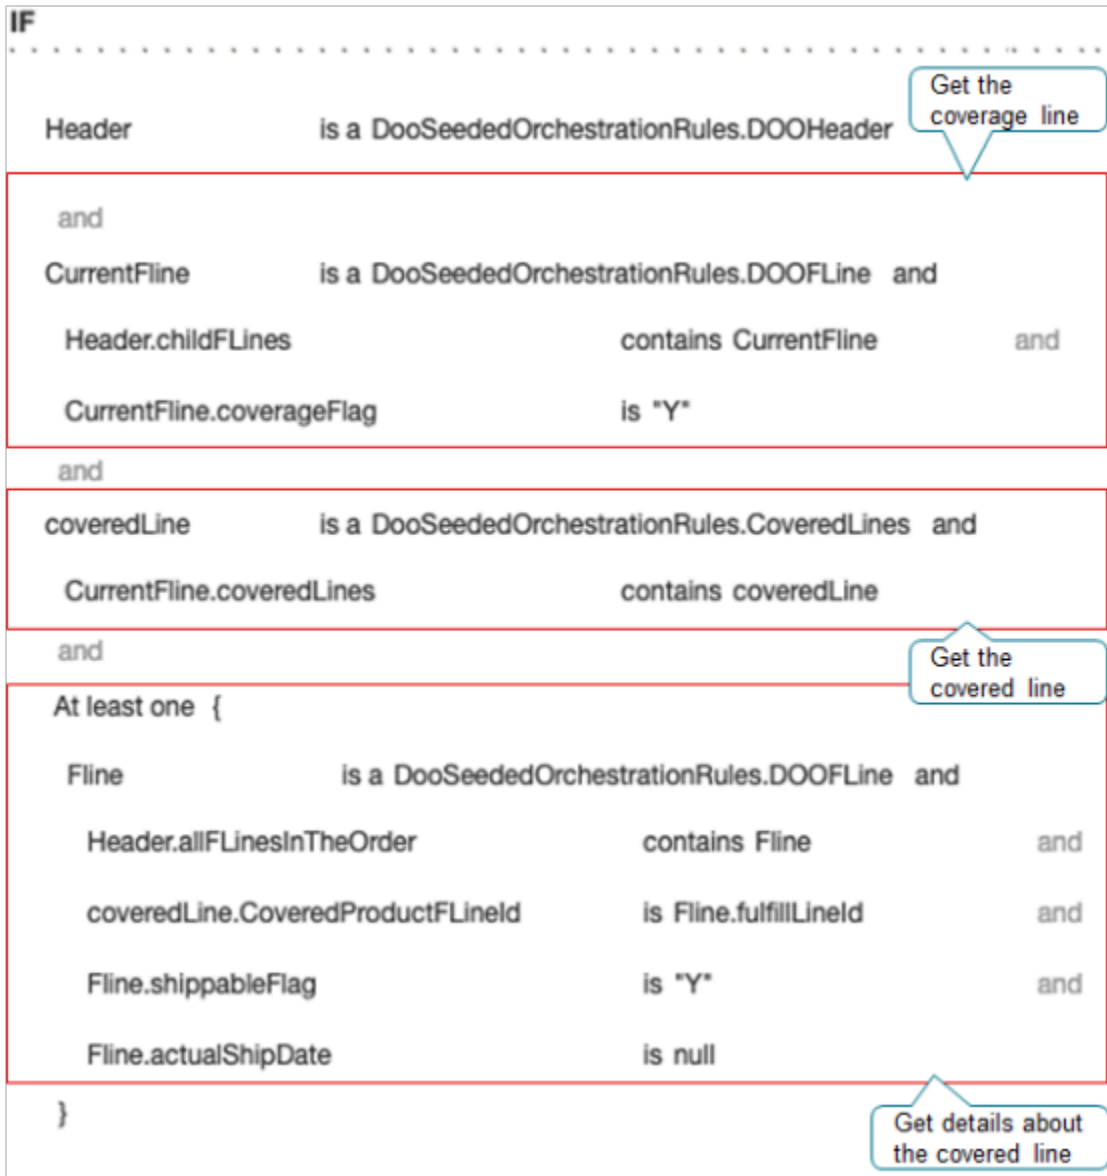 IF
Get the
coverage line
Header is a DooSeededOrchestrationRules.DOOHeader
and
CurrentFline is a DooSeededOrchestrationRules.DOOFLine and
Header.childFLines contains CurrentFline and
CurrentFline.coverageFlag is "Y"
and
coveredLine is a DooSeededOrchestrationRules.CoveredLines and
CurrentFline.coveredLines contains coveredLine
and
Get the
covered line
At least one {
Fline is a DooSeededOrchestrationRules.DOOFLine and
Header.allFLinesInTheOrder contains Fline and
coveredLine.CoveredProductFLineId is Fline.fulfillLineId and
Fline.shippableFlag is "Y" and
Fline.actualShipDate is null
}
Get details about
the covered line